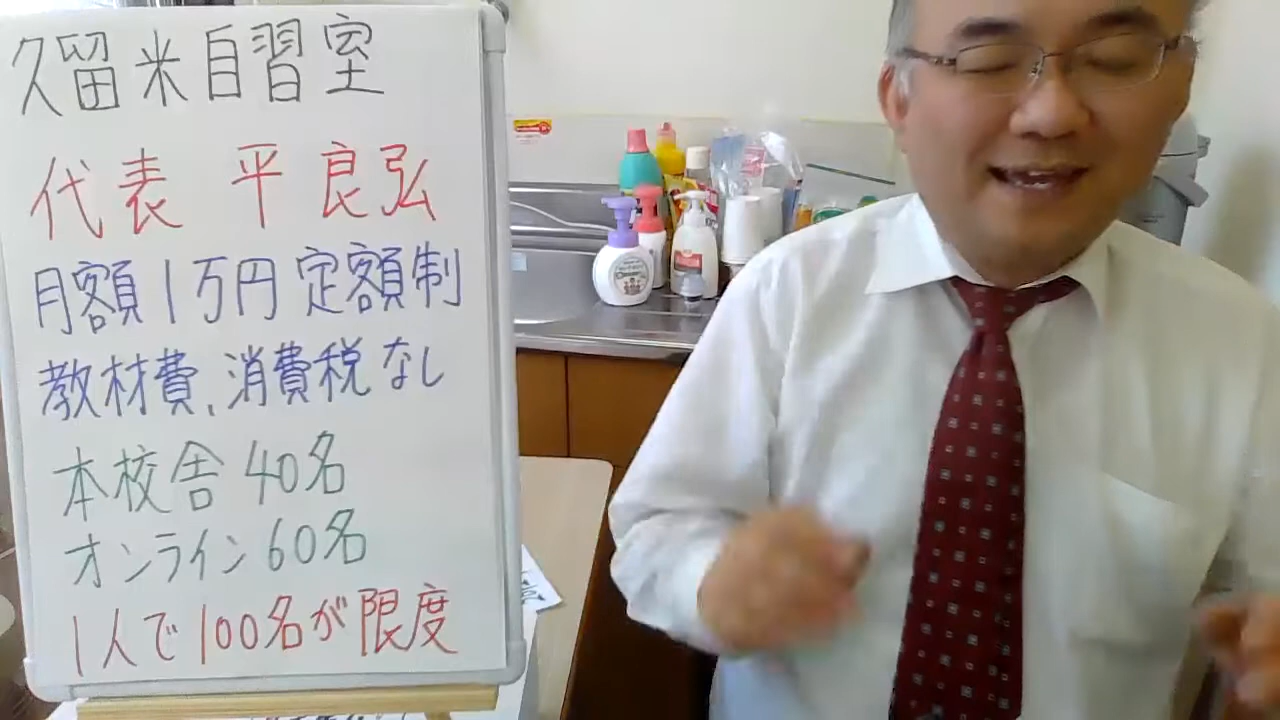 久留米自習室
代表 平良弘
月額1万円定額制
教材費、消費税なし
本校舎40名
オンライン60名
1人で100名が限度